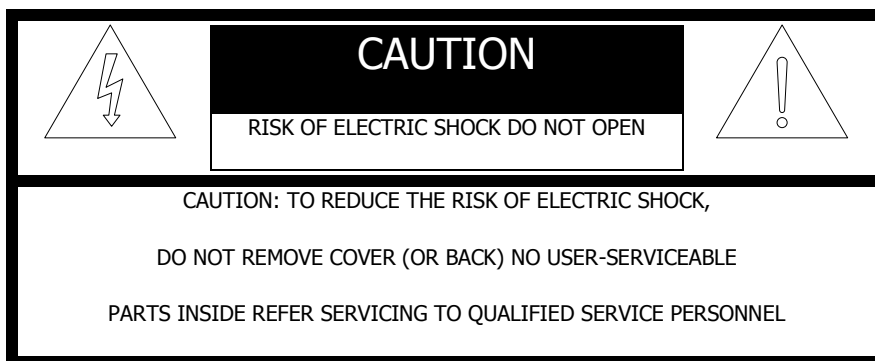 CAUTION
RISK OF ELECTRIC SHOCK DO NOT OPEN
CAUTION: TO REDUCE THE RISK OF ELECTRIC SHOCK,
DO NOT REMOVE COVER (OR BACK) NO USER-SERVICEABLE
PARTS INSIDE REFER SERVICING TO QUALIFIED SERVICE PERSONNEL